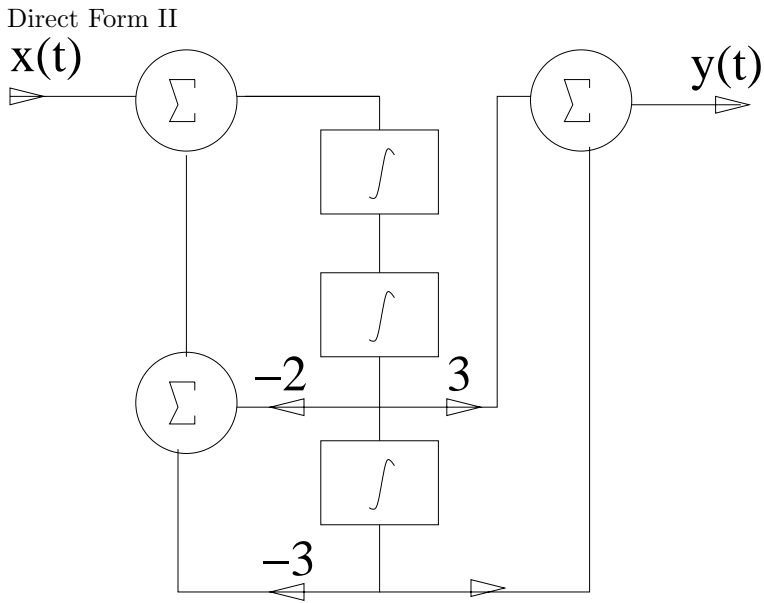 Direct Form II
x(t)
y(t)
Σ
Σ
∫
∫
−2
3
Σ
∫
−3